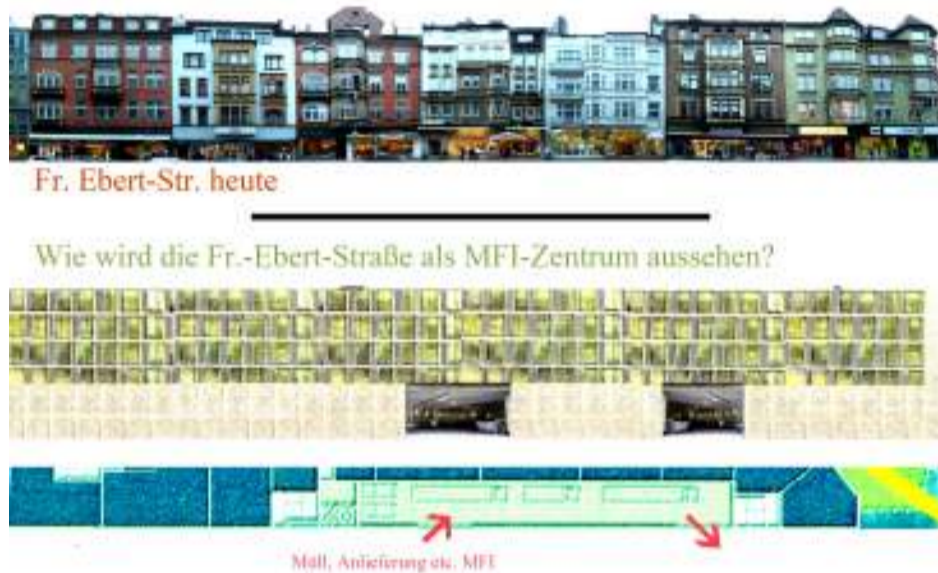 Fr. Ebert-Str. heute
Wie wird die Fr.-Ebert-Straße als MFI-Zentrum aussehen?
Müll, Anlieferung etc. MFI